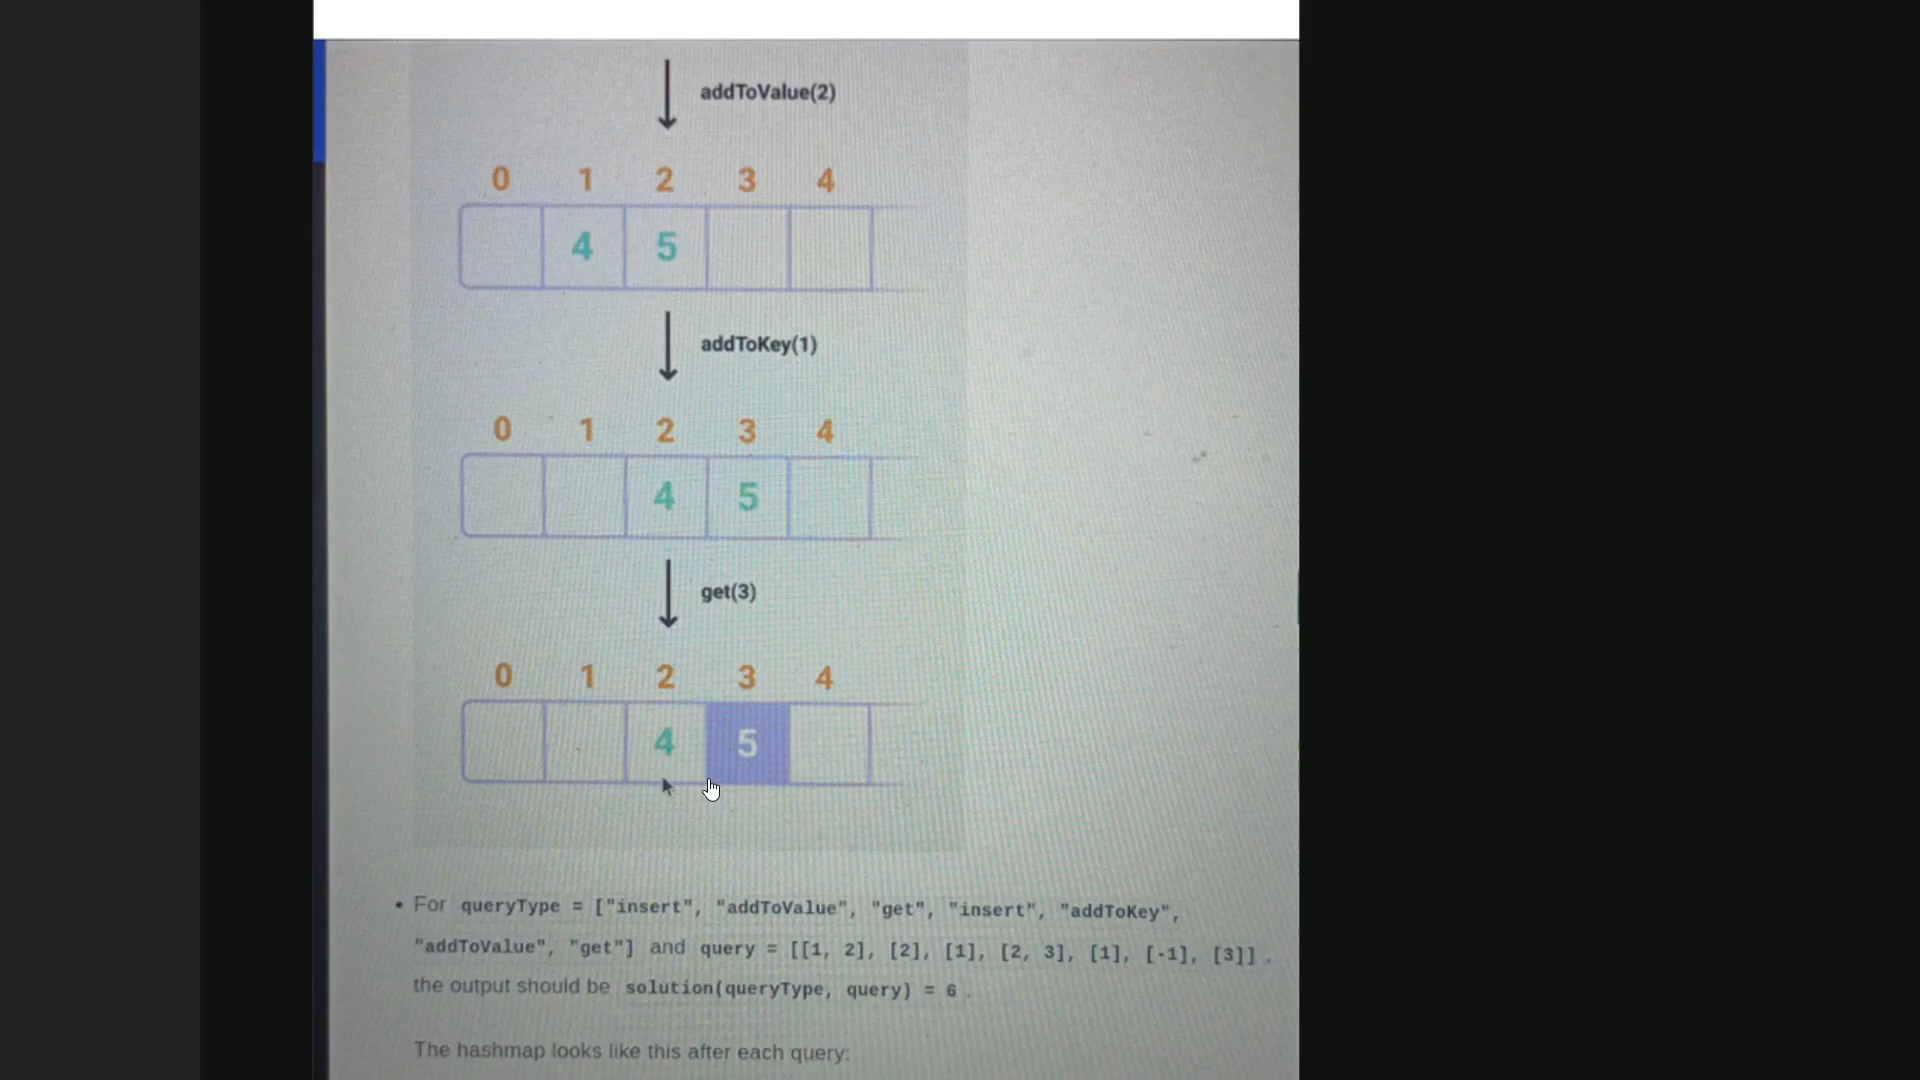 addToValue(2)
0 1 2 3 4
4 5
addToKey(1)
0 1 2 3 4
4 5
get(3)
0 1 2 3 4
4 5
• For queryType = ["insert", "addToValue", "get", "insert", "addToKey",
"addToValue", "get"] and query = [[1, 2], [2], [1], [2, 3], [1], [-1], [3]] ,
the output should be solution(queryType, query) = 6 .
The hashmap looks like this after each query: